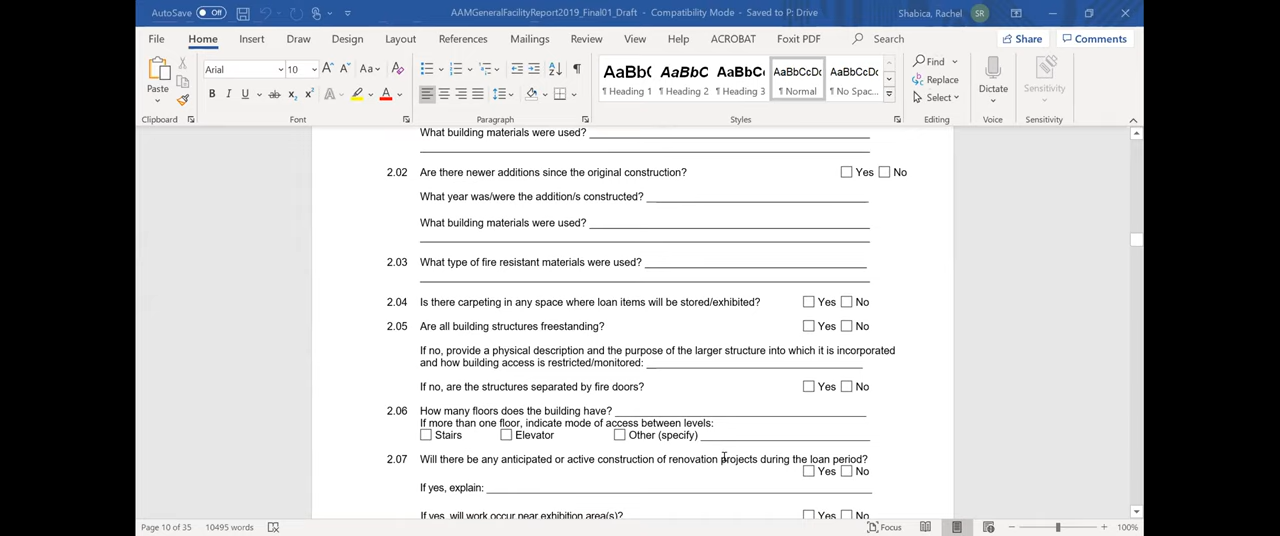 AutoSave Off AAMGeneralFacilityReport2019_Final01_Draft - Compatibility Mode - Saved to P: Drive Shabica, Rachel SR
File Home Insert Draw Design Layout References Mailings Review View Help ACROBAT Foxit PDF Search Share Comments
Paste Arial 10 Aa AaBb( AaBbC AaBbC AaBbCcDc AaBbCcDc Find Dictate Sensitivity
B I U ab x₂ x² A A ¶ Heading 1 ¶ Heading 2 ¶ Heading 3 ¶ Normal ¶ No Spac... Replace
Select
Clipboard Font Paragraph Styles Editing Voice Sensitivity
What building materials were used?
2.02 Are there newer additions since the original construction? Yes No
What year was/were the addition/s constructed?
What building materials were used?
2.03 What type of fire resistant materials were used?
2.04 Is there carpeting in any space where loan items will be stored/exhibited? Yes No
2.05 Are all building structures freestanding? Yes No
If no, provide a physical description and the purpose of the larger structure into which it is incorporated
and how building access is restricted/monitored:
If no, are the structures separated by fire doors? Yes No
2.06 How many floors does the building have?
If more than one floor, indicate mode of access between levels:
Stairs Elevator Other (specify)
2.07 Will there be any anticipated or active construction of renovation projects during the loan period?
Yes No
If yes, explain:
If yes, will work occur near exhibition area(s)? Yes No
Page 10 of 35 10495 words Focus 100%